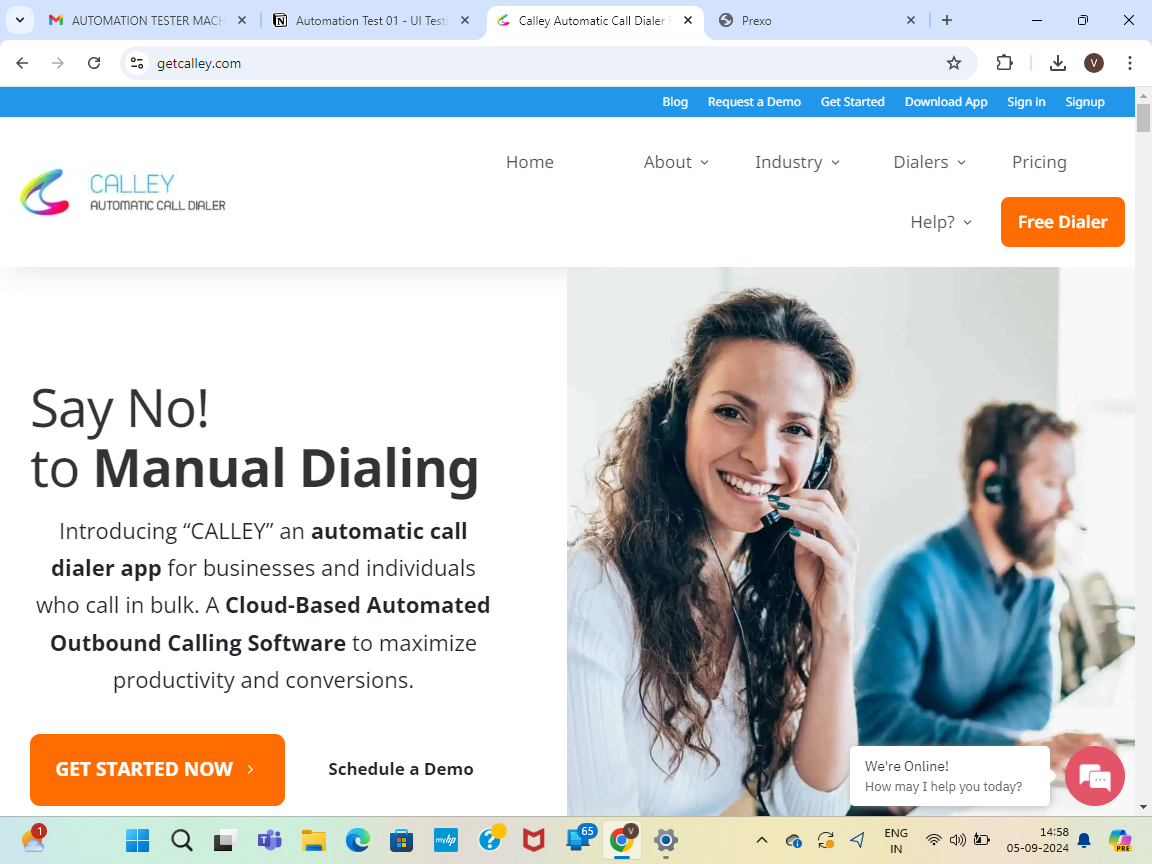 AUTOMATION TESTER MACH
Automation Test 01 - UI Test
Calley Automatic Call Dialer
Prexo
getcalley.com
V
Blog
Request a Demo
Get Started
Download App
Sign in
Signup
Home
About
Industry
Dialers
Pricing
CALLEY
AUTOMATIC CALL DIALER
Help?
Free Dialer
Say No!
to Manual Dialing
Introducing “CALLEY” an automatic call
dialer app for businesses and individuals
who call in bulk. A Cloud-Based Automated
Outbound Calling Software to maximize
productivity and conversions.
GET STARTED NOW
Schedule a Demo
We're Online!
How may I help you today?
1
myhp
65
V
ENG
IN
14:58
05-09-2024
PRE